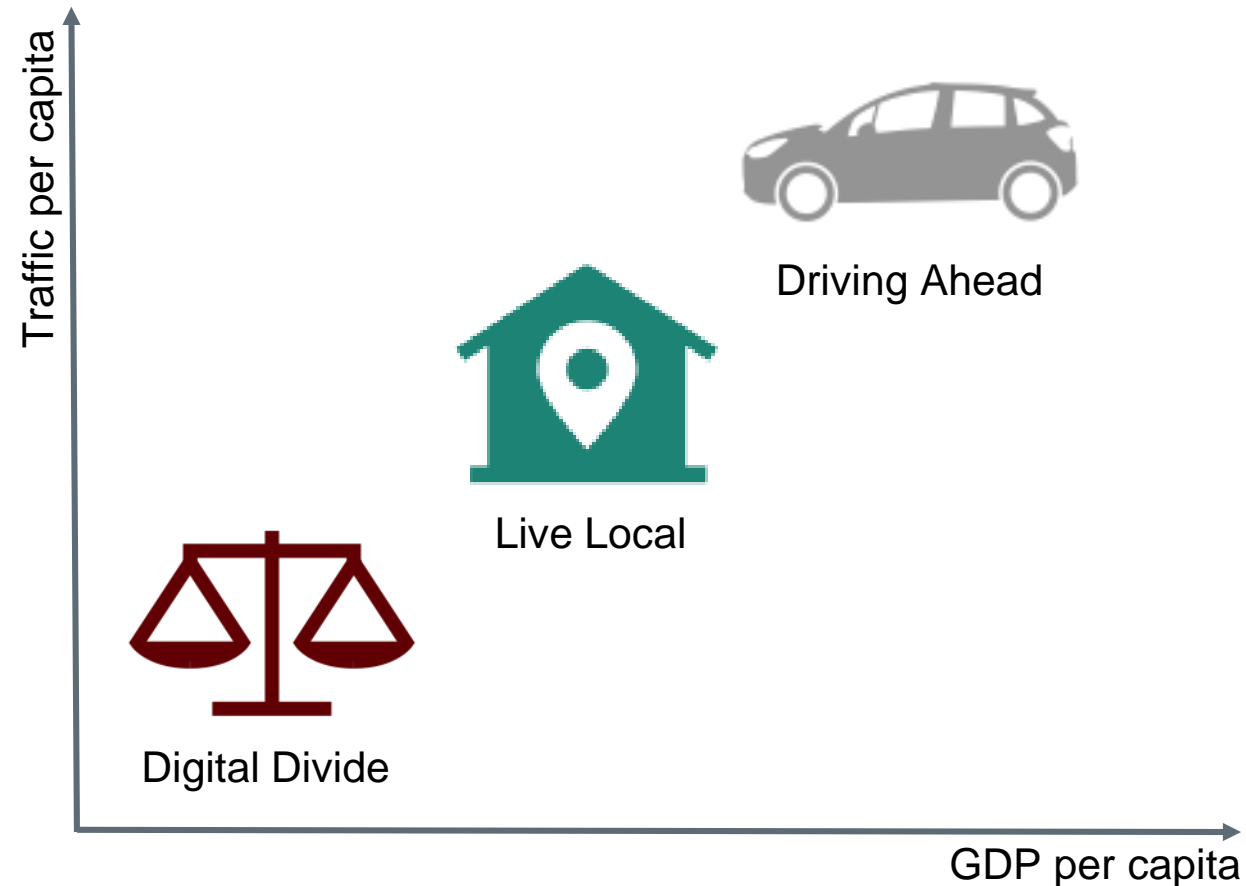 Traffic per capita
Driving Ahead
Live Local
Digital Divide
GDP per capita